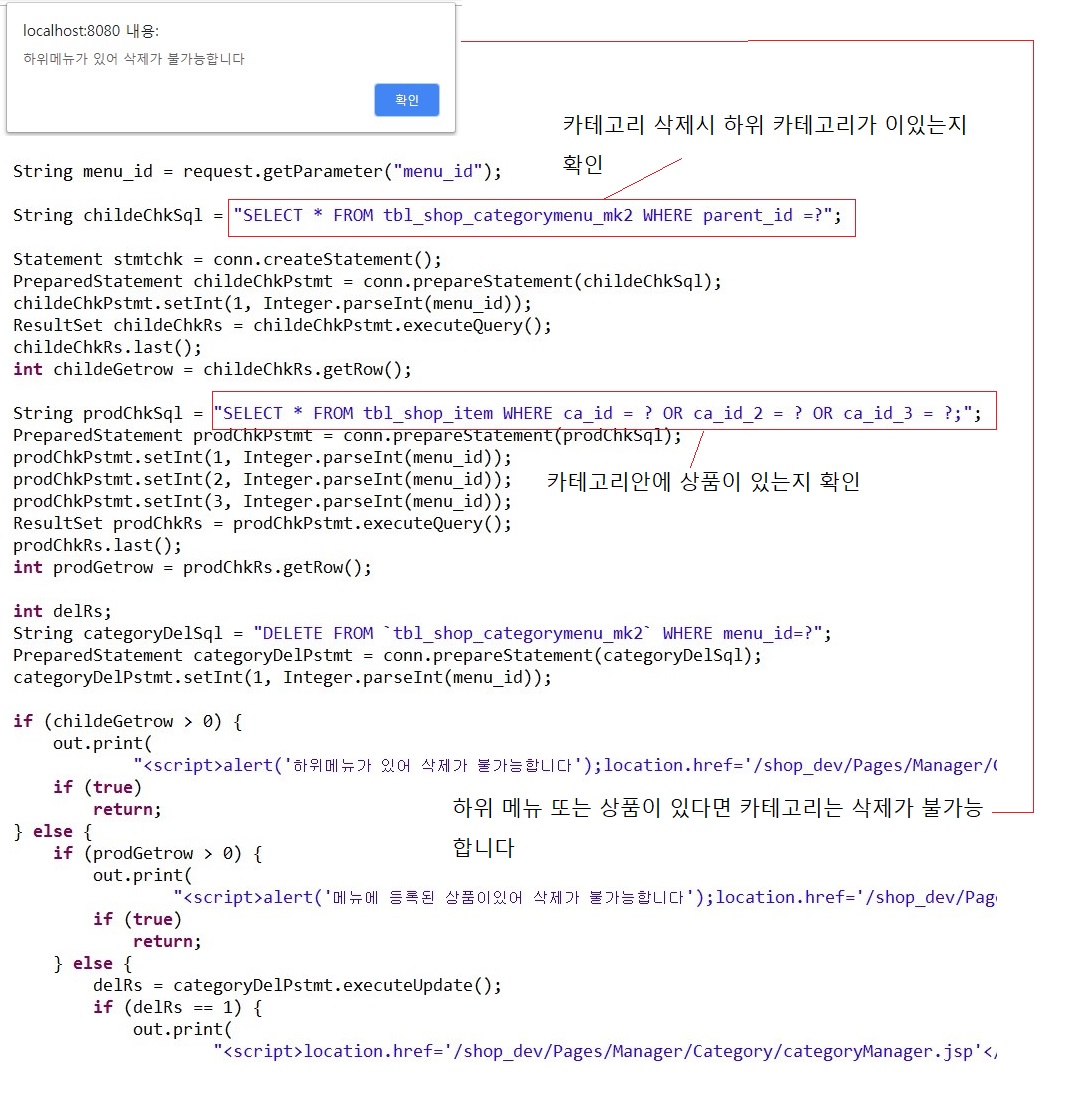 localhost:8080 내용:
하위메뉴가 있어 삭제가 불가능합니다
확인
카테고리 삭제시 하위 카테고리가 이있는지
확인
String menu_id = request.getParameter("menu_id");
String childeChkSql = "SELECT * FROM tbl_shop_categorymenu_mk2 WHERE parent_id =?";
Statement stmtchk = conn.createStatement();
PreparedStatement childeChkPstmt = conn.prepareStatement(childeChkSql);
childeChkPstmt.setInt(1, Integer.parseInt(menu_id));
ResultSet childeChkRs = childeChkPstmt.executeQuery();
childeChkRs.last();
int childeGetrow = childeChkRs.getRow();
String prodChkSql = "SELECT * FROM tbl_shop_item WHERE ca_id = ? OR ca_id_2 = ? OR ca_id_3 = ?;";
PreparedStatement prodChkPstmt = conn.prepareStatement(prodChkSql);
prodChkPstmt.setInt(1, Integer.parseInt(menu_id));
prodChkPstmt.setInt(2, Integer.parseInt(menu_id));
카테고리안에 상품이 있는지 확인
prodChkPstmt.setInt(3, Integer.parseInt(menu_id));
ResultSet prodChkRs = prodChkPstmt.executeQuery();
prodChkRs.last();
int prodGetrow = prodChkRs.getRow();
int delRs;
String categoryDelSql = "DELETE FROM `tbl_shop_categorymenu_mk2` WHERE menu_id=?";
PreparedStatement categoryDelPstmt = conn.prepareStatement(categoryDelSql);
categoryDelPstmt.setInt(1, Integer.parseInt(menu_id));
if (childeGetrow > 0) {
out.print(
"<script>alert('하위메뉴가 있어 삭제가 불가능합니다');location.href='/shop_dev/Pages/Manager/
if (true)
return;
하위 메뉴 또는 상품이 있다면 카테고리는 삭제가 불가능
합니다
} else {
if (prodGetrow > 0) {
out.print(
"<script>alert('메뉴에 등록된 상품이있어 삭제가 불가능합니다');location.href='/shop_dev/Pag
if (true)
return;
} else {
delRs = categoryDelPstmt.executeUpdate();
if (delRs == 1) {
out.print(
"<script>location.href='/shop_dev/Pages/Manager/Category/categoryManager.jsp'<